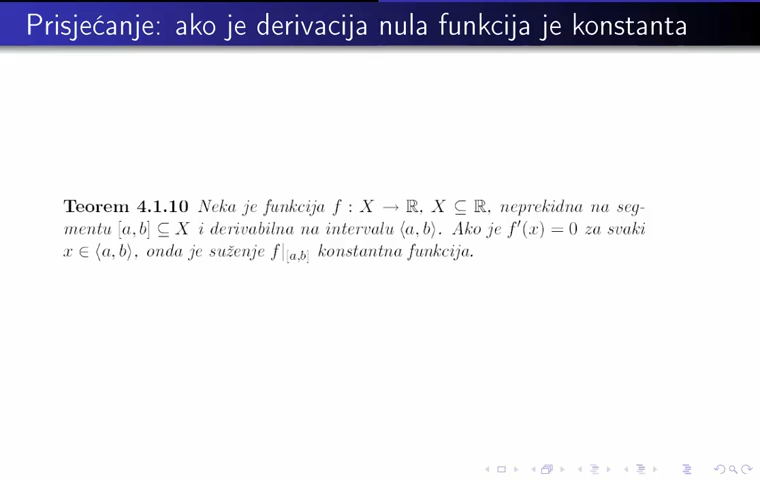 Prisjećanje: ako je derivacija nula funkcija je konstanta
Teorem 4.1.10 Neka je funkcija f : X → ℝ, X ⊆ ℝ, neprekidna na seg-
mentu [a, b] ⊆ X i derivabilna na intervalu ⟨a, b⟩. Ako je f′(x) = 0 za svaki
x ∈ ⟨a, b⟩, onda je suženje f|[a,b] konstantna funkcija.